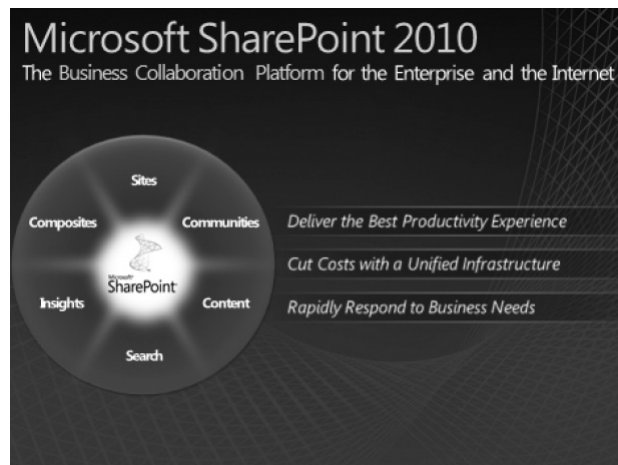 Microsoft SharePoint 2010
The Business Collaboration Platform for the Enterprise and the Internet
Sites
Composites
Communities
Microsoft
SharePoint
Insights
Content
Search
Deliver the Best Productivity Experience
Cut Costs with a Unified Infrastructure
Rapidly Respond to Business Needs